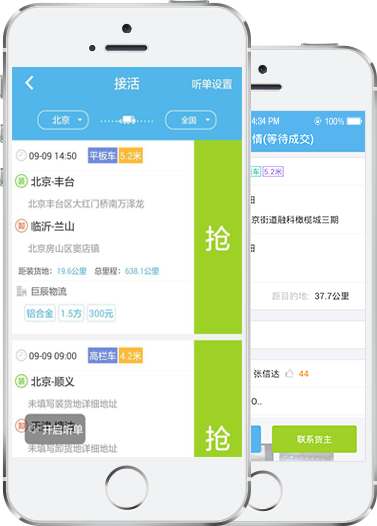 接活
听单设置
北京
全国
09-09 14:50 平板车 5.2米
装 北京-丰台
北京丰台区大红门桥南万泽龙
卸 临沂-兰山
北京房山区窦店镇
距装货地: 19.6公里 总里程: 638.1公里
巨辰物流
铝合金 1.5方 300元
抢
09-09 09:00 高栏车 4.2米
装 北京-顺义
未填写装货地详细地址
卸
开启听单
未填写卸货地详细地址
抢
4:34 PM 100%
情(等待成交)
车 5.2米
京街道融科橄榄城三期
距目的地: 37.7公里
张信达 44
O..
联系货主